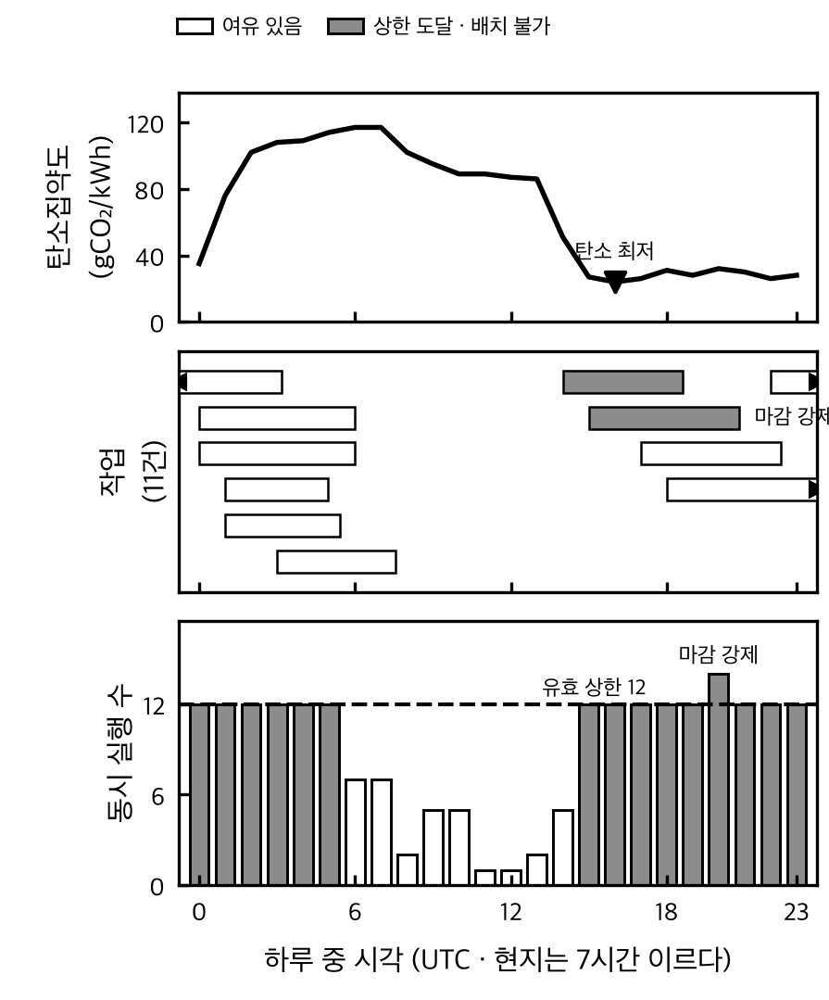 여유 있음
상한 도달 · 배치 불가
탄소집약도
(gCO₂/kWh)
120
80
40
0
탄소 최저
작업
(11건)
마감 강제
동시 실행 수
12
6
0
유효 상한 12
마감 강제
0 6 12 18 23
하루 중 시각 (UTC · 현지는 7시간 이르다)